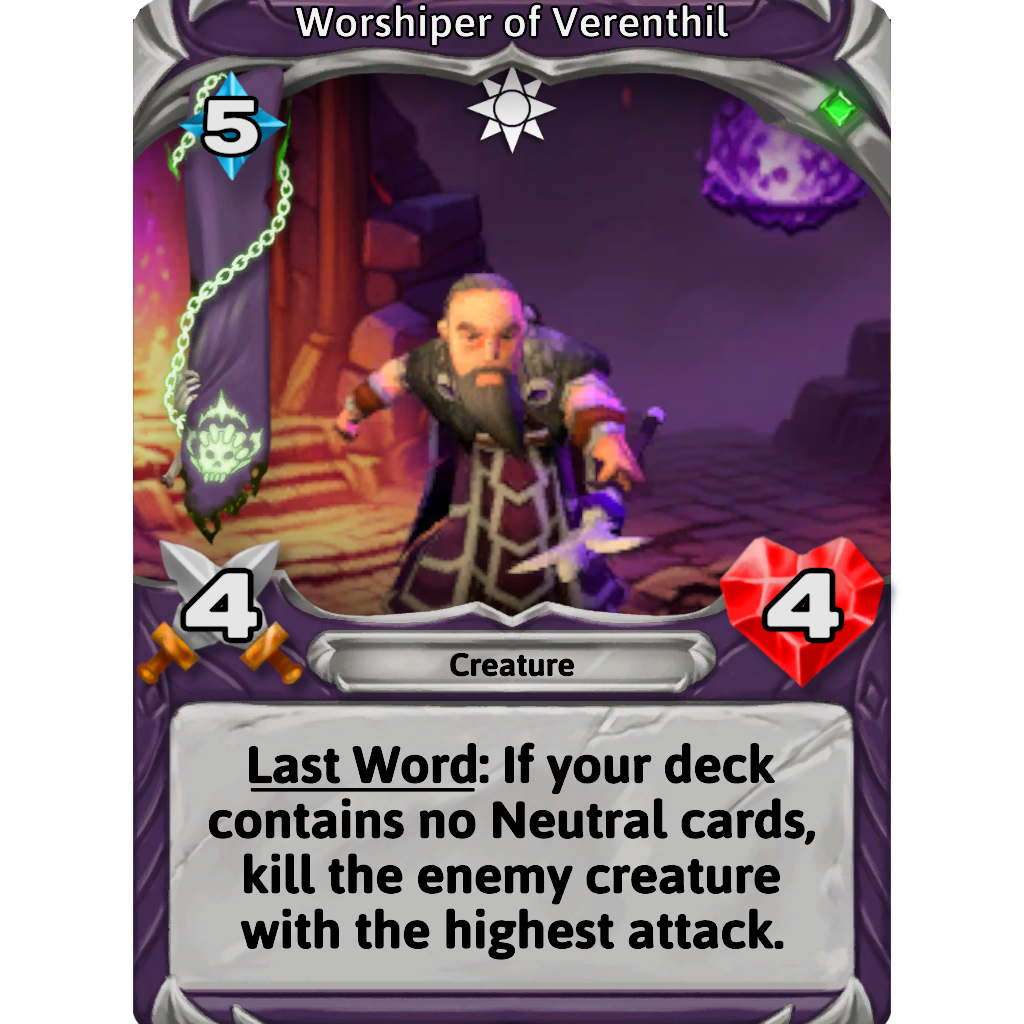 Worshiper of Verenthil
5
4
4
Creature
Last Word: If your deck
contains no Neutral cards,
kill the enemy creature
with the highest attack.